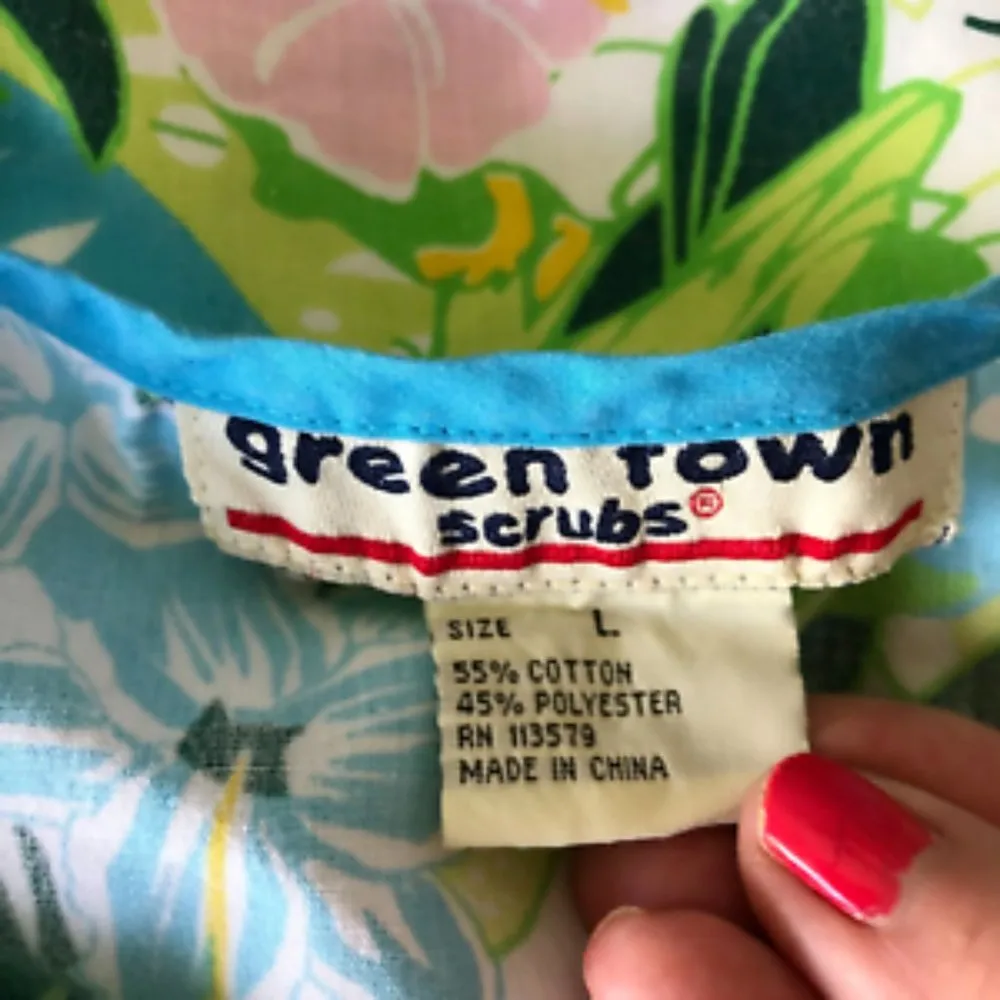 green town
scrubs®
SIZE L
55% COTTON
45% POLYESTER
RN 113579
MADE IN CHINA